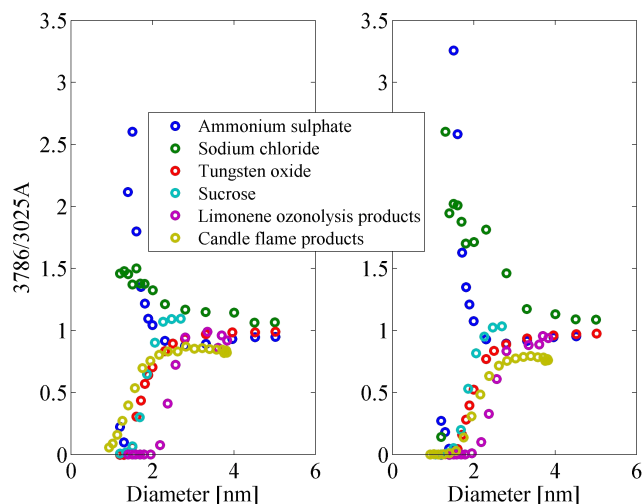 3.5
3
2.5
2
1.5
1
0.5
0
3786/3025A
0 2 4 6
Diameter [nm]
3.5
3
2.5
2
1.5
1
0.5
0
0 2 4 6
Diameter [nm]
Ammonium sulphate
Sodium chloride
Tungsten oxide
Sucrose
Limonene ozonolysis products
Candle flame products